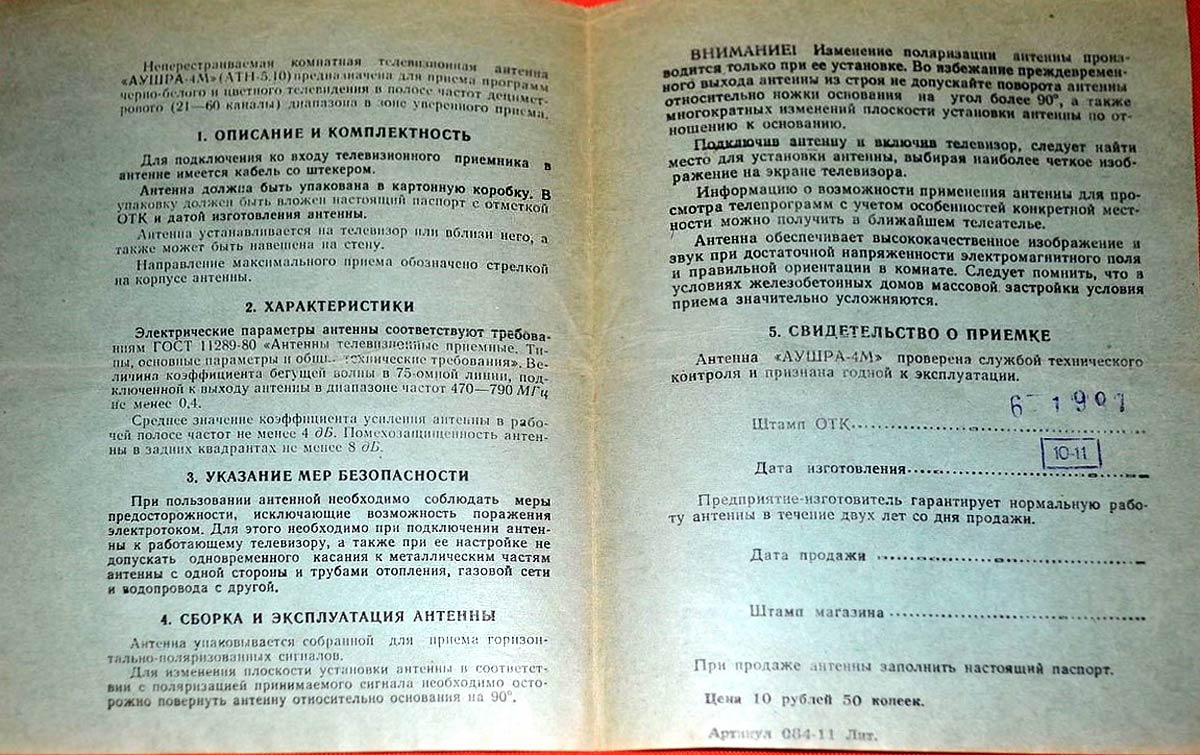 Неперестраиваемая комнатная телевизионная антенна
«АУШРА-4М» (АТН-5.10) предназначена для приема программ
черно-белого и цветного телевидения в полосе частот децимет-
рового (21—60 каналы) диапазона в зоне уверенного приема.
1. ОПИСАНИЕ И КОМПЛЕКТНОСТЬ
Для подключения ко входу телевизионного приемника в
антенне имеется кабель со штекером.
Антенна должна быть упакована в картонную коробку. В
упаковку должен быть вложен настоящий паспорт с отметкой
ОТК и датой изготовления антенны.
Антенна устанавливается на телевизор или вблизи него, а
также может быть навешена на стену.
Направление максимального приема обозначено стрелкой
на корпусе антенны.
2. ХАРАКТЕРИСТИКИ
Электрические параметры антенны соответствуют требова-
ниям ГОСТ 11289-80 «Антенны телевизионные приемные. Ти-
пы, основные параметры и общие технические требования». Ве-
личина коэффициента бегущей волны в 75-омной линии, под-
ключенной к выходу антенны в диапазоне частот 470—790 МГц
не менее 0,4.
Среднее значение коэффициента усиления антенны в рабо-
чей полосе частот не менее 4 дБ. Помехозащищенность антен-
ны в задних квадрантах не менее 8 дБ.
3. УКАЗАНИЕ МЕР БЕЗОПАСНОСТИ
При пользовании антенной необходимо соблюдать меры
предосторожности, исключающие возможность поражения
электротоком. Для этого необходимо при подключении антен-
ны к работающему телевизору, а также при ее настройке не
допускать одновременного касания к металлическим частям
антенны с одной стороны и трубами отопления, газовой сети
и водопровода с другой.
4. СБОРКА И ЭКСПЛУАТАЦИЯ АНТЕННЫ
Антенна упаковывается собранной для приема горизон-
тально-поляризованных сигналов.
Для изменения плоскости установки антенны в соответст-
вии с поляризацией принимаемого сигнала необходимо осто-
рожно повернуть антенну относительно основания на 90°.
ВНИМАНИЕ! Изменение поляризации антенны произ-
водится только при ее установке. Во избежание преждевремен-
ного выхода антенны из строя не допускайте поворота антенны
относительно ножки основания на угол более 90°, а также
многократных изменений плоскости установки антенны по от-
ношению к основанию.
Подключив антенну и включив телевизор, следует найти
место для установки антенны, выбирая наиболее четкое изоб-
ражение на экране телевизора.
Информацию о возможности применения антенны для про-
смотра телепрограмм с учетом особенностей конкретной мест-
ности можно получить в ближайшем телеателье.
Антенна обеспечивает высококачественное изображение и
звук при достаточной напряженности электромагнитного поля
и правильной ориентации в комнате. Следует помнить, что в
условиях железобетонных домов массовой застройки условия
приема значительно усложняются.
5. СВИДЕТЕЛЬСТВО О ПРИЕМКЕ
Антенна «АУШРА-4М» проверена службой технического
контроля и признана годной к эксплуатации.
Штамп ОТК
10-11
Дата изготовления
Предприятие-изготовитель гарантирует нормальную рабо-
ту антенны в течение двух лет со дня продажи.
Дата продажи
Штамп магазина
При продаже антенны заполнить настоящий паспорт.
Цена 10 рублей 50 копеек.
Артикул 084-11 Лит.